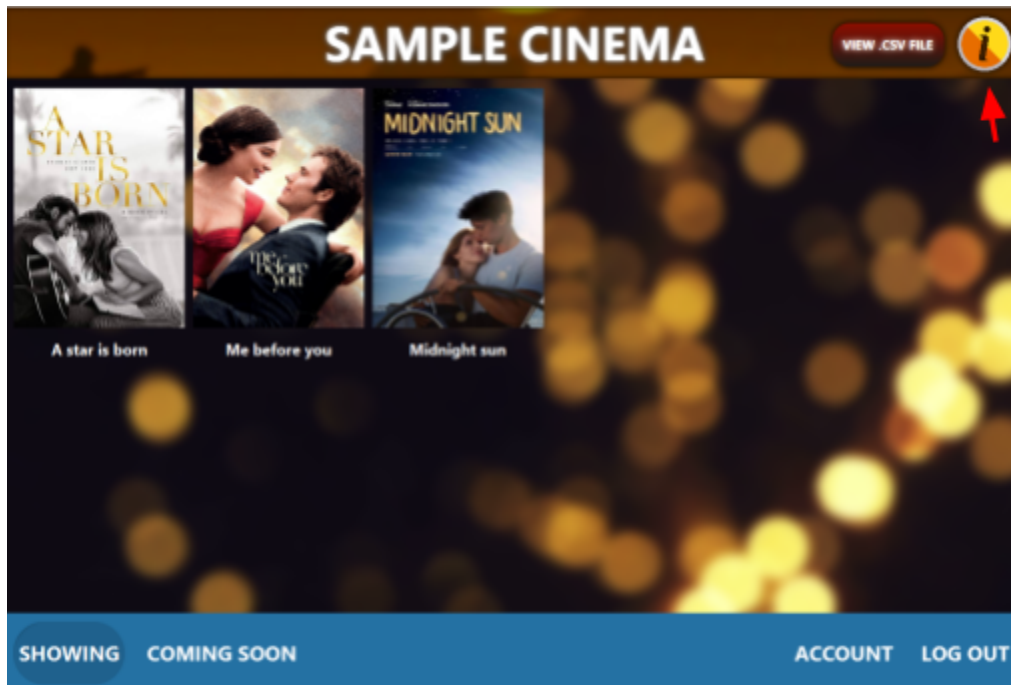 SAMPLE CINEMA
VIEW .CSV FILE
i
A
STAR
IS
BORN
me
before
you
MIDNIGHT SUN
A star is born
Me before you
Midnight sun
SHOWING
COMING SOON
ACCOUNT
LOG OUT